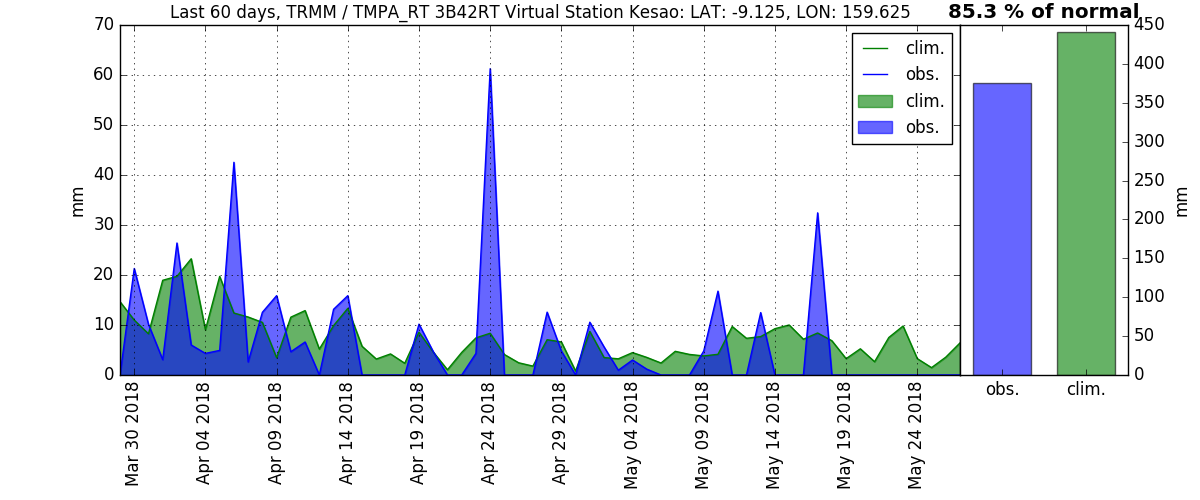 Last 60 days, TRMM / TMPA_RT 3B42RT Virtual Station Kesao: LAT: -9.125, LON: 159.625
85.3 % of normal
70
60
50
40
30
20
10
0
mm
clim.
obs.
clim.
obs.
Mar 30 2018
Apr 04 2018
Apr 09 2018
Apr 14 2018
Apr 19 2018
Apr 24 2018
Apr 29 2018
May 04 2018
May 09 2018
May 14 2018
May 19 2018
May 24 2018
450
400
350
300
250
200
150
100
50
0
mm
obs.
clim.